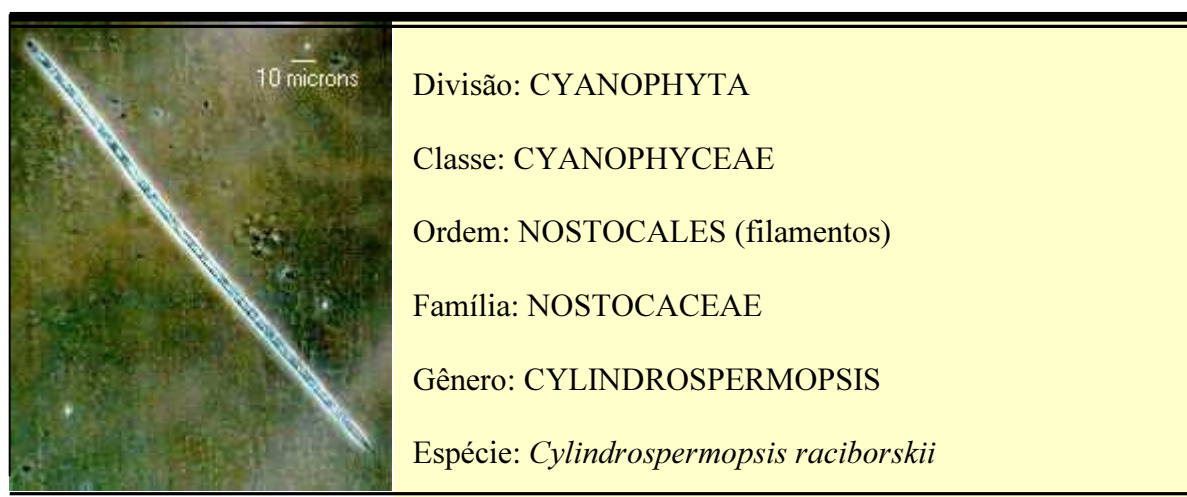 10 microns
Divisão: CYANOPHYTA
Classe: CYANOPHYCEAE
Ordem: NOSTOCALES (filamentos)
Família: NOSTOCACEAE
Gênero: CYLINDROSPERMOPSIS
Espécie: Cylindrospermopsis raciborskii